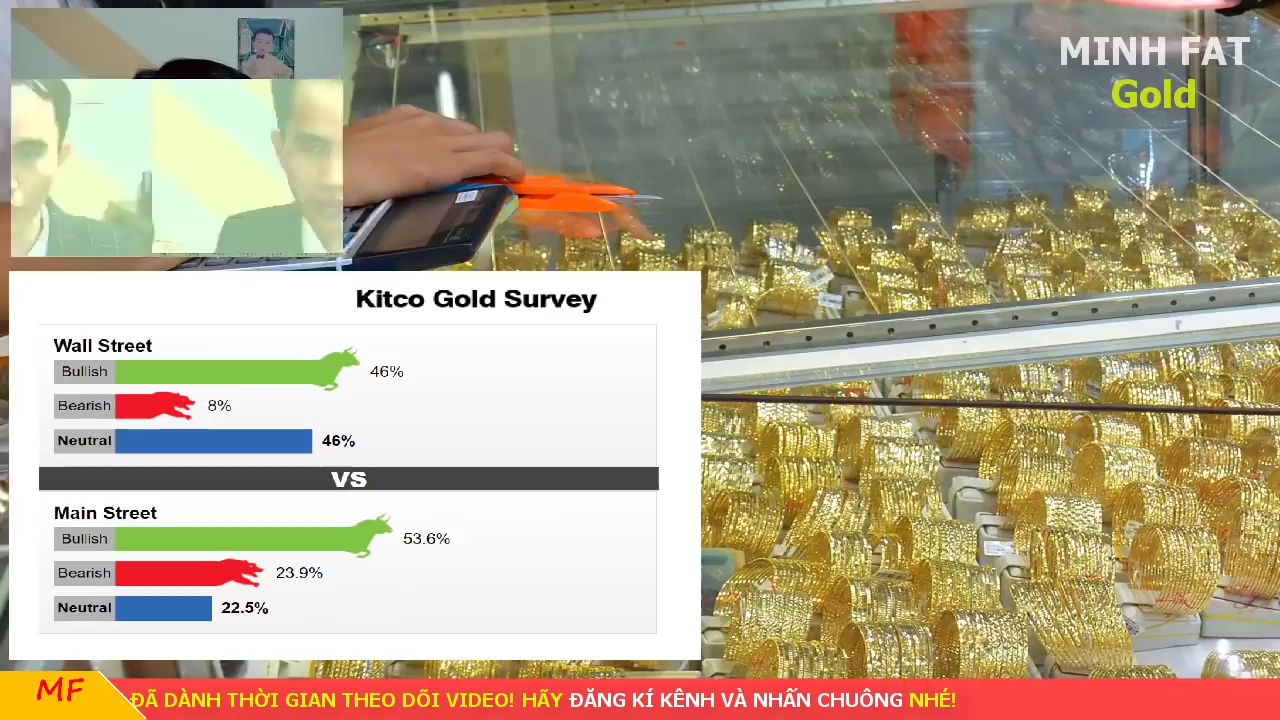 MINH FAT
Gold
Kitco Gold Survey
Wall Street
Bullish 46%
Bearish 8%
Neutral 46%
VS
Main Street
Bullish 53.6%
Bearish 23.9%
Neutral 22.5%
MF ĐÃ DÀNH THỜI GIAN THEO DÕI VIDEO! HÃY ĐĂNG KÍ KÊNH VÀ NHẤN CHUÔNG NHÉ!